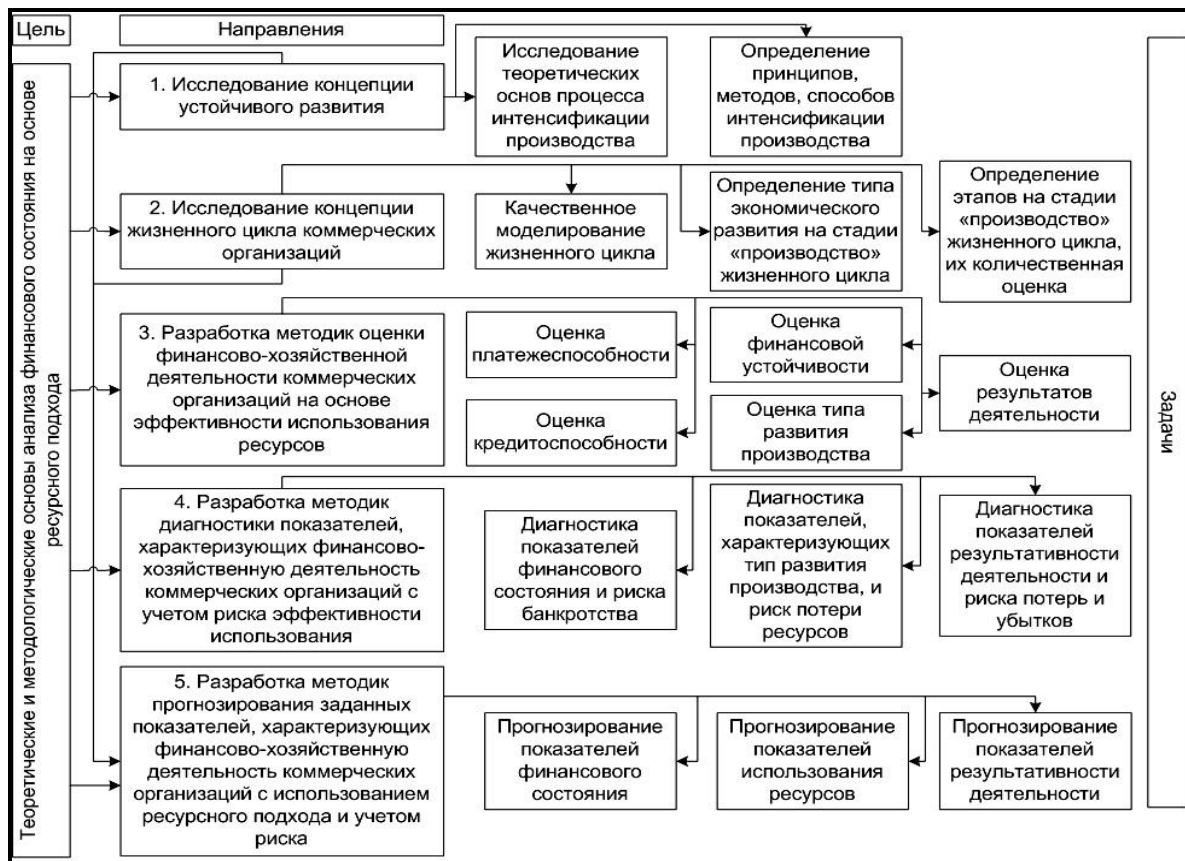 Цель
Направления
Теоретические и методологические основы анализа финансового состояния на основе
ресурсного подхода
1. Исследование концепции
устойчивого развития
Исследование
теоретических
основ процесса
интенсификации
производства
Определение
принципов,
методов, способов
интенсификации
производства
2. Исследование концепции
жизненного цикла коммерческих
организаций
Качественное
моделирование
жизненного цикла
Определение типа
экономического
развития на стадии
«производство»
жизненного цикла
Определение
этапов на стадии
«производство»
жизненного цикла,
их количественная
оценка
3. Разработка методик оценки
финансово-хозяйственной
деятельности коммерческих
организаций на основе
эффективности использования
ресурсов
Оценка
платежеспособности
Оценка
финансовой
устойчивости
Оценка
кредитоспособности
Оценка типа
развития
производства
Оценка
результатов
деятельности
4. Разработка методик
диагностики показателей,
характеризующих финансово-
хозяйственную деятельность
коммерческих организаций с
учетом риска эффективности
использования
Диагностика
показателей
финансового
состояния и риска
банкротства
Диагностика
показателей,
характеризующих
тип развития
производства, и
риск потери
ресурсов
Диагностика
показателей
результативности
деятельности и
риска потерь и
убытков
5. Разработка методик
прогнозирования заданных
показателей, характеризующих
финансово-хозяйственную
деятельность коммерческих
организаций с использованием
ресурсного подхода и учетом
риска
Прогнозирование
показателей
финансового
состояния
Прогнозирование
показателей
использования
ресурсов
Прогнозирование
показателей
результативности
деятельности
Задачи